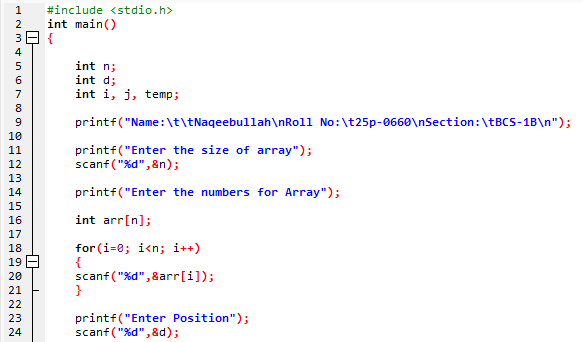 1 #include <stdio.h>
2 int main()
3 {
4
5 int n;
6 int d;
7 int i, j, temp;
8
9 printf("Name:\t\tNaqeebullah\nRoll No:\t25p-0660\nSection:\tBCS-1B\n");
10
11 printf("Enter the size of array");
12 scanf("%d",&n);
13
14 printf("Enter the numbers for Array");
15
16 int arr[n];
17
18 for(i=0; i<n; i++)
19 {
20 scanf("%d",&arr[i]);
21 }
22
23 printf("Enter Position");
24 scanf("%d",&d);